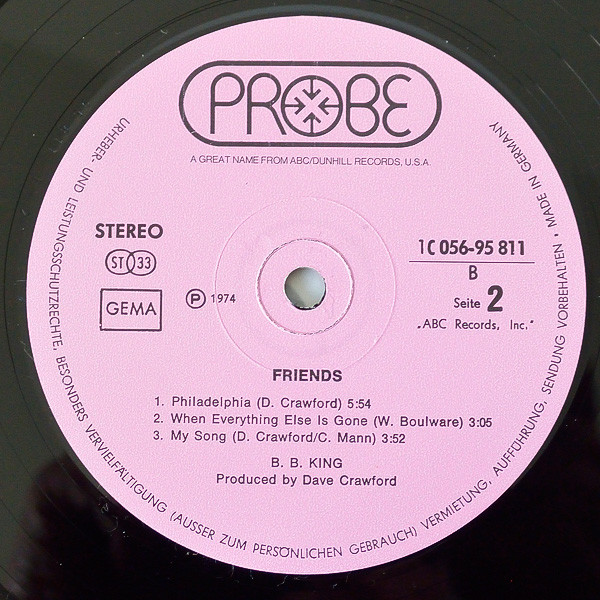 PROBE
A GREAT NAME FROM ABC/DUNHILL RECORDS, U.S.A.
STEREO
ST 33
GEMA
Ⓟ 1974
1C 056-95 811
B
Seite 2
„ABC Records, Inc."
FRIENDS
1. Philadelphia (D. Crawford) 5:54
2. When Everything Else Is Gone (W. Boulware) 3:05
3. My Song (D. Crawford/C. Mann) 3:52
B. B. KING
Produced by Dave Crawford
URHEBER- UND LEISTUNGSSCHUTZRECHTE, BESONDERS VERVIELFÄLTIGUNG (AUSSER ZUM PERSÖNLICHEN GEBRAUCH) VERMIETUNG, AUFFÜHRUNG, SENDUNG VORBEHALTEN • MADE IN GERMANY